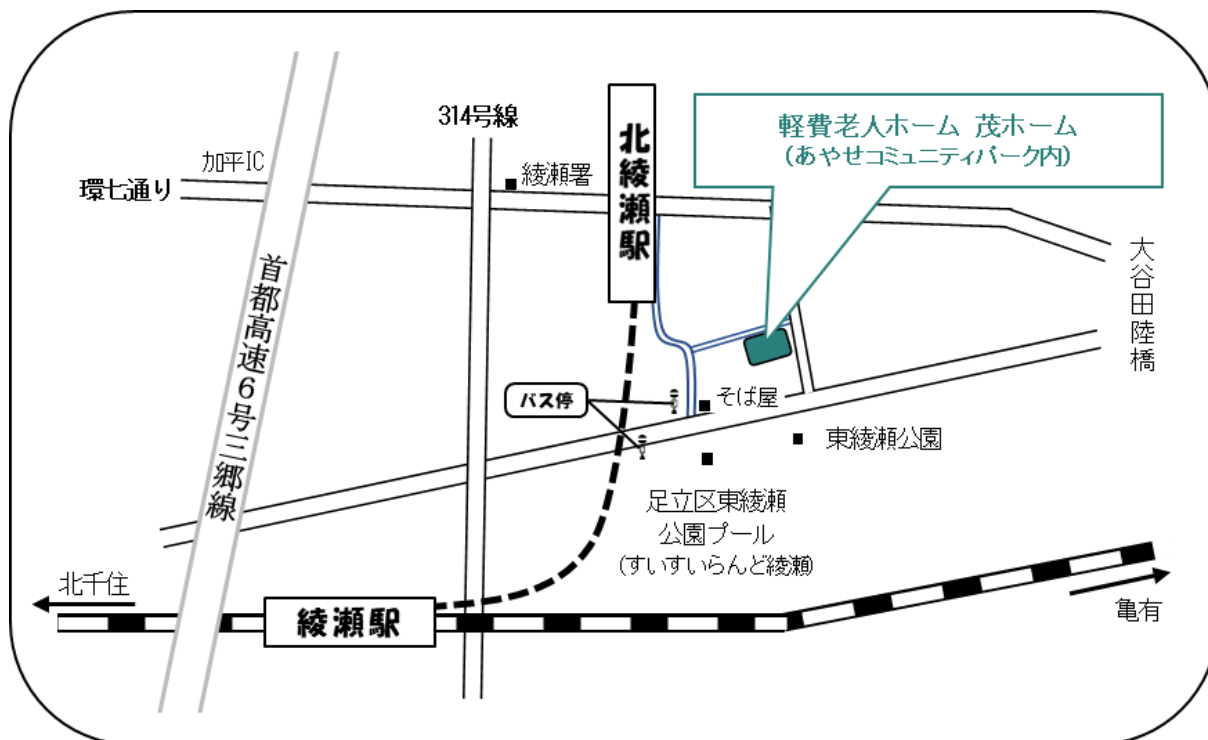 314号線
北綾瀬駅
軽費老人ホーム 茂ホーム
(あやせコミュニティパーク内)
加平IC
綾瀬署
環七通り
大谷田陸橋
首都高速6号三郷線
バス停
そば屋
東綾瀬公園
足立区東綾瀬
公園プール
(すいすいらんど綾瀬)
北千住
綾瀬駅
亀有